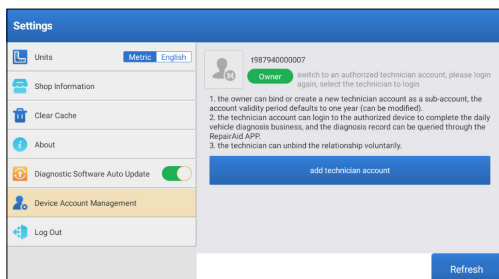 Settings
Units
Metric English
Shop Information
Clear Cache
About
Diagnostic Software Auto Update
Device Account Management
Log Out
M
t987940000007
Owner
switch to an authorized technician account, please login
again, select the technician to login
1. the owner can bind or create a new technician account as a sub-account, the
account validity period defaults to one year (can be modified).
2. the technician account can login to the authorized device to complete the daily
vehicle diagnosis business, and the diagnosis record can be queried through the
RepairAid APP.
3. the technician can unbind the relationship voluntarily.
add technician account
Refresh